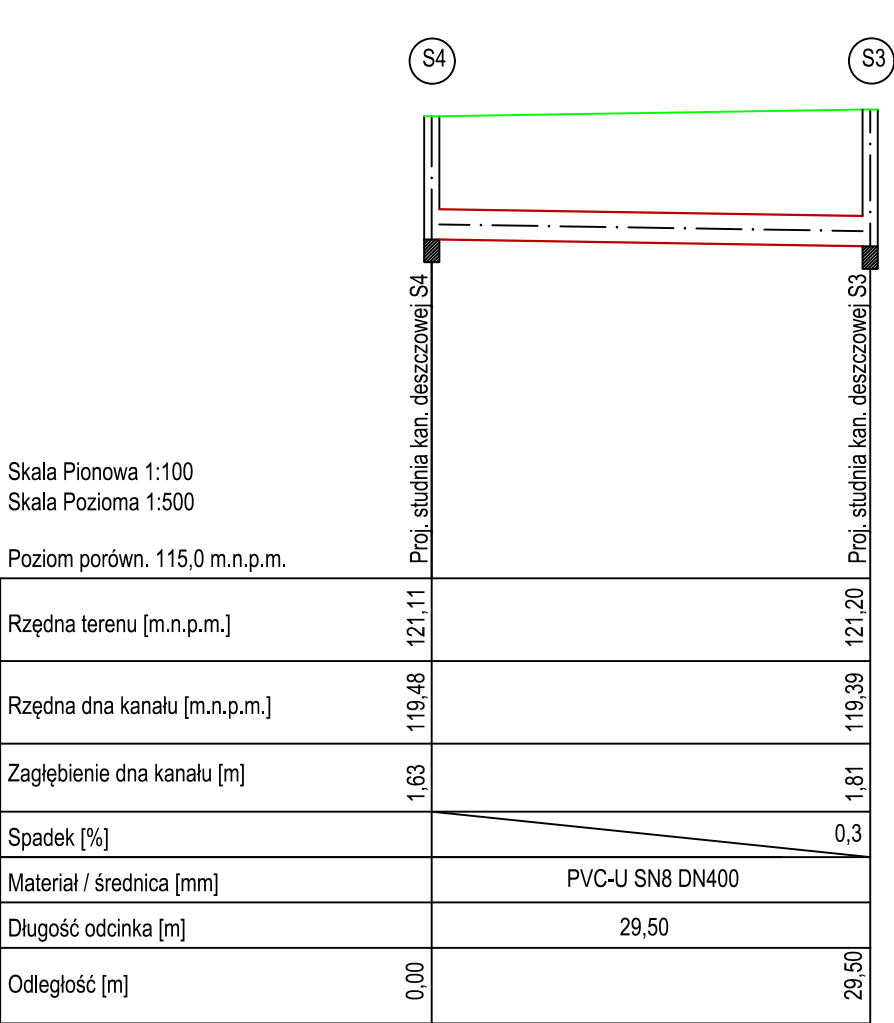 S4
S3
Proj. studnia kan. deszczowej S4
Proj. studnia kan. deszczowej S3
Skala Pionowa 1:100
Skala Pozioma 1:500
Poziom porówn. 115,0 m.n.p.m.
Rzędna terenu [m.n.p.m.] 121,11 121,20
Rzędna dna kanału [m.n.p.m.] 119,48 119,39
Zagłębienie dna kanału [m] 1,63 1,81
Spadek [%] 0,3
Materiał / średnica [mm] PVC-U SN8 DN400
Długość odcinka [m] 29,50
Odległość [m] 0,00 29,50